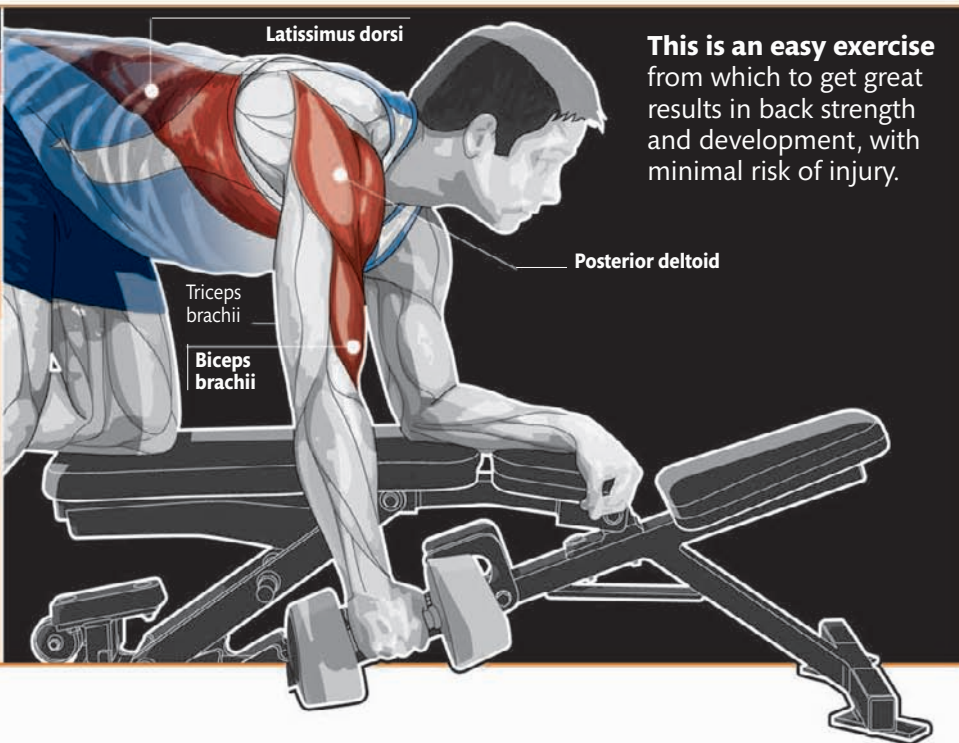 Latissimus dorsi
This is an easy exercise
from which to get great
results in back strength
and development, with
minimal risk of injury.
Posterior deltoid
Triceps
brachii
Biceps
brachii